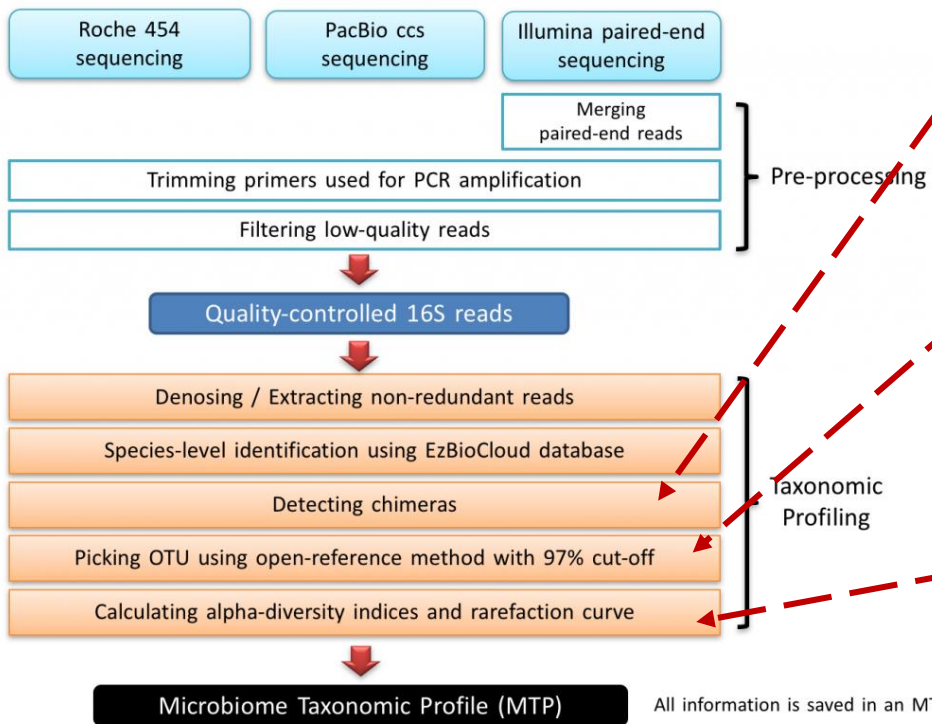 Roche 454
sequencing
PacBio ccs
sequencing
Illumina paired-end
sequencing
Merging
paired-end reads
Trimming primers used for PCR amplification
Filtering low-quality reads
Pre-processing
Quality-controlled 16S reads
Denosing / Extracting non-redundant reads
Species-level identification using EzBioCloud database
Detecting chimeras
Picking OTU using open-reference method with 97% cut-off
Calculating alpha-diversity indices and rarefaction curve
Taxonomic
Profiling
Microbiome Taxonomic Profile (MTP)
All information is saved in an